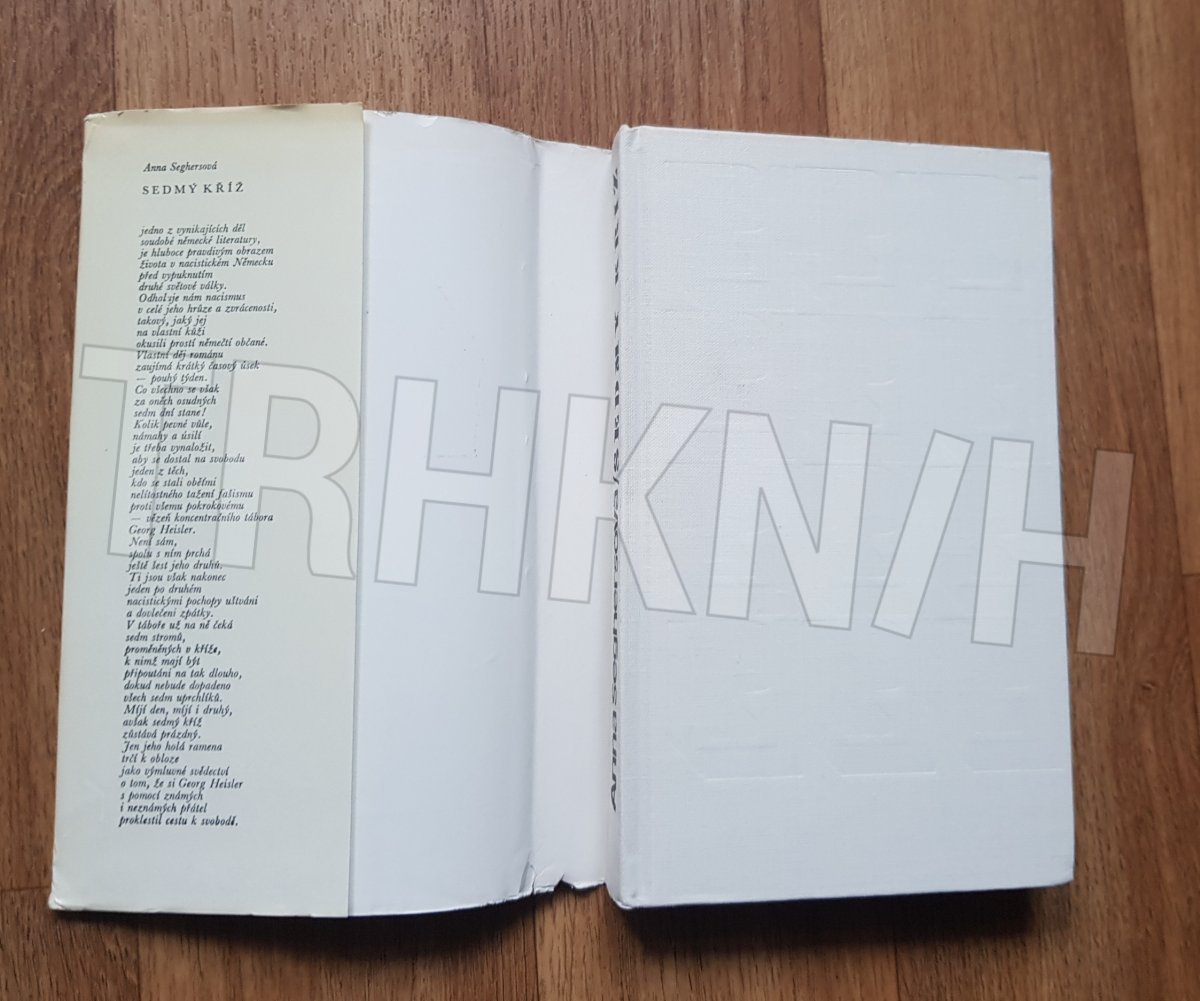 Anna Seghersová
SEDMÝ KŘÍŽ
jedno z vynikajících děl
soudobé německé literatury,
je hluboce pravdivým obrazem
života v nacistickém Německu
před vypuknutím
druhé světové války.
Odhaluje nám nacismus
v celé jeho hrůze a zvrácenosti,
takový, jaký jej
na vlastní kůži
okusili prostí němečtí občané.
Vlastní děj románu
zaujímá krátký časový úsek
— pouhý týden.
Co všechno se však
za oněch osudných
sedm dní stane!
Kolik pevné vůle,
námahy a úsilí
je třeba vynaložit,
aby se dostal na svobodu
jeden z těch,
kdo se stali oběťmi
nelítostného tažení fašismu
proti všemu pokrokovému
— vězeň koncentračního tábora
Georg Heisler.
Není sám,
spolu s ním prchá
ještě šest jeho druhů.
Ti jsou však nakonec
jeden po druhém
nacistickými pochopy uštváni
a dovlečeni zpátky.
V táboře už na ně čeká
sedm stromů,
proměněných v kříže,
k nimž mají být
připoutáni na tak dlouho,
dokud nebude dopadeno
všech sedm uprchlíků.
Míjí den, míjí i druhý,
avšak sedmý kříž
zůstává prázdný.
Jen jeho holá ramena
trčí k obloze
jako výmluvné svědectví
o tom, že si Georg Heisler
s pomocí známých
i neznámých přátel
proklestil cestu k svobodě.
TRHKNIH